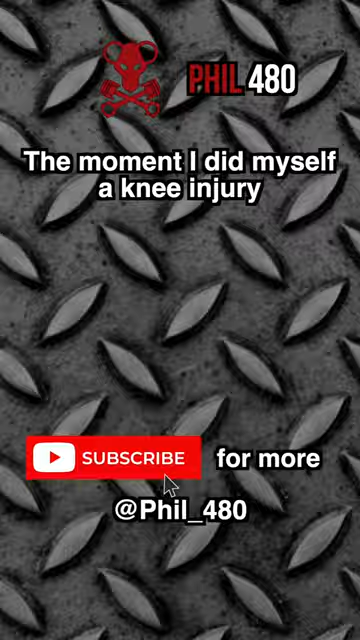 PHIL 480
The moment I did myself
a knee injury
SUBSCRIBE for more
@Phil_480